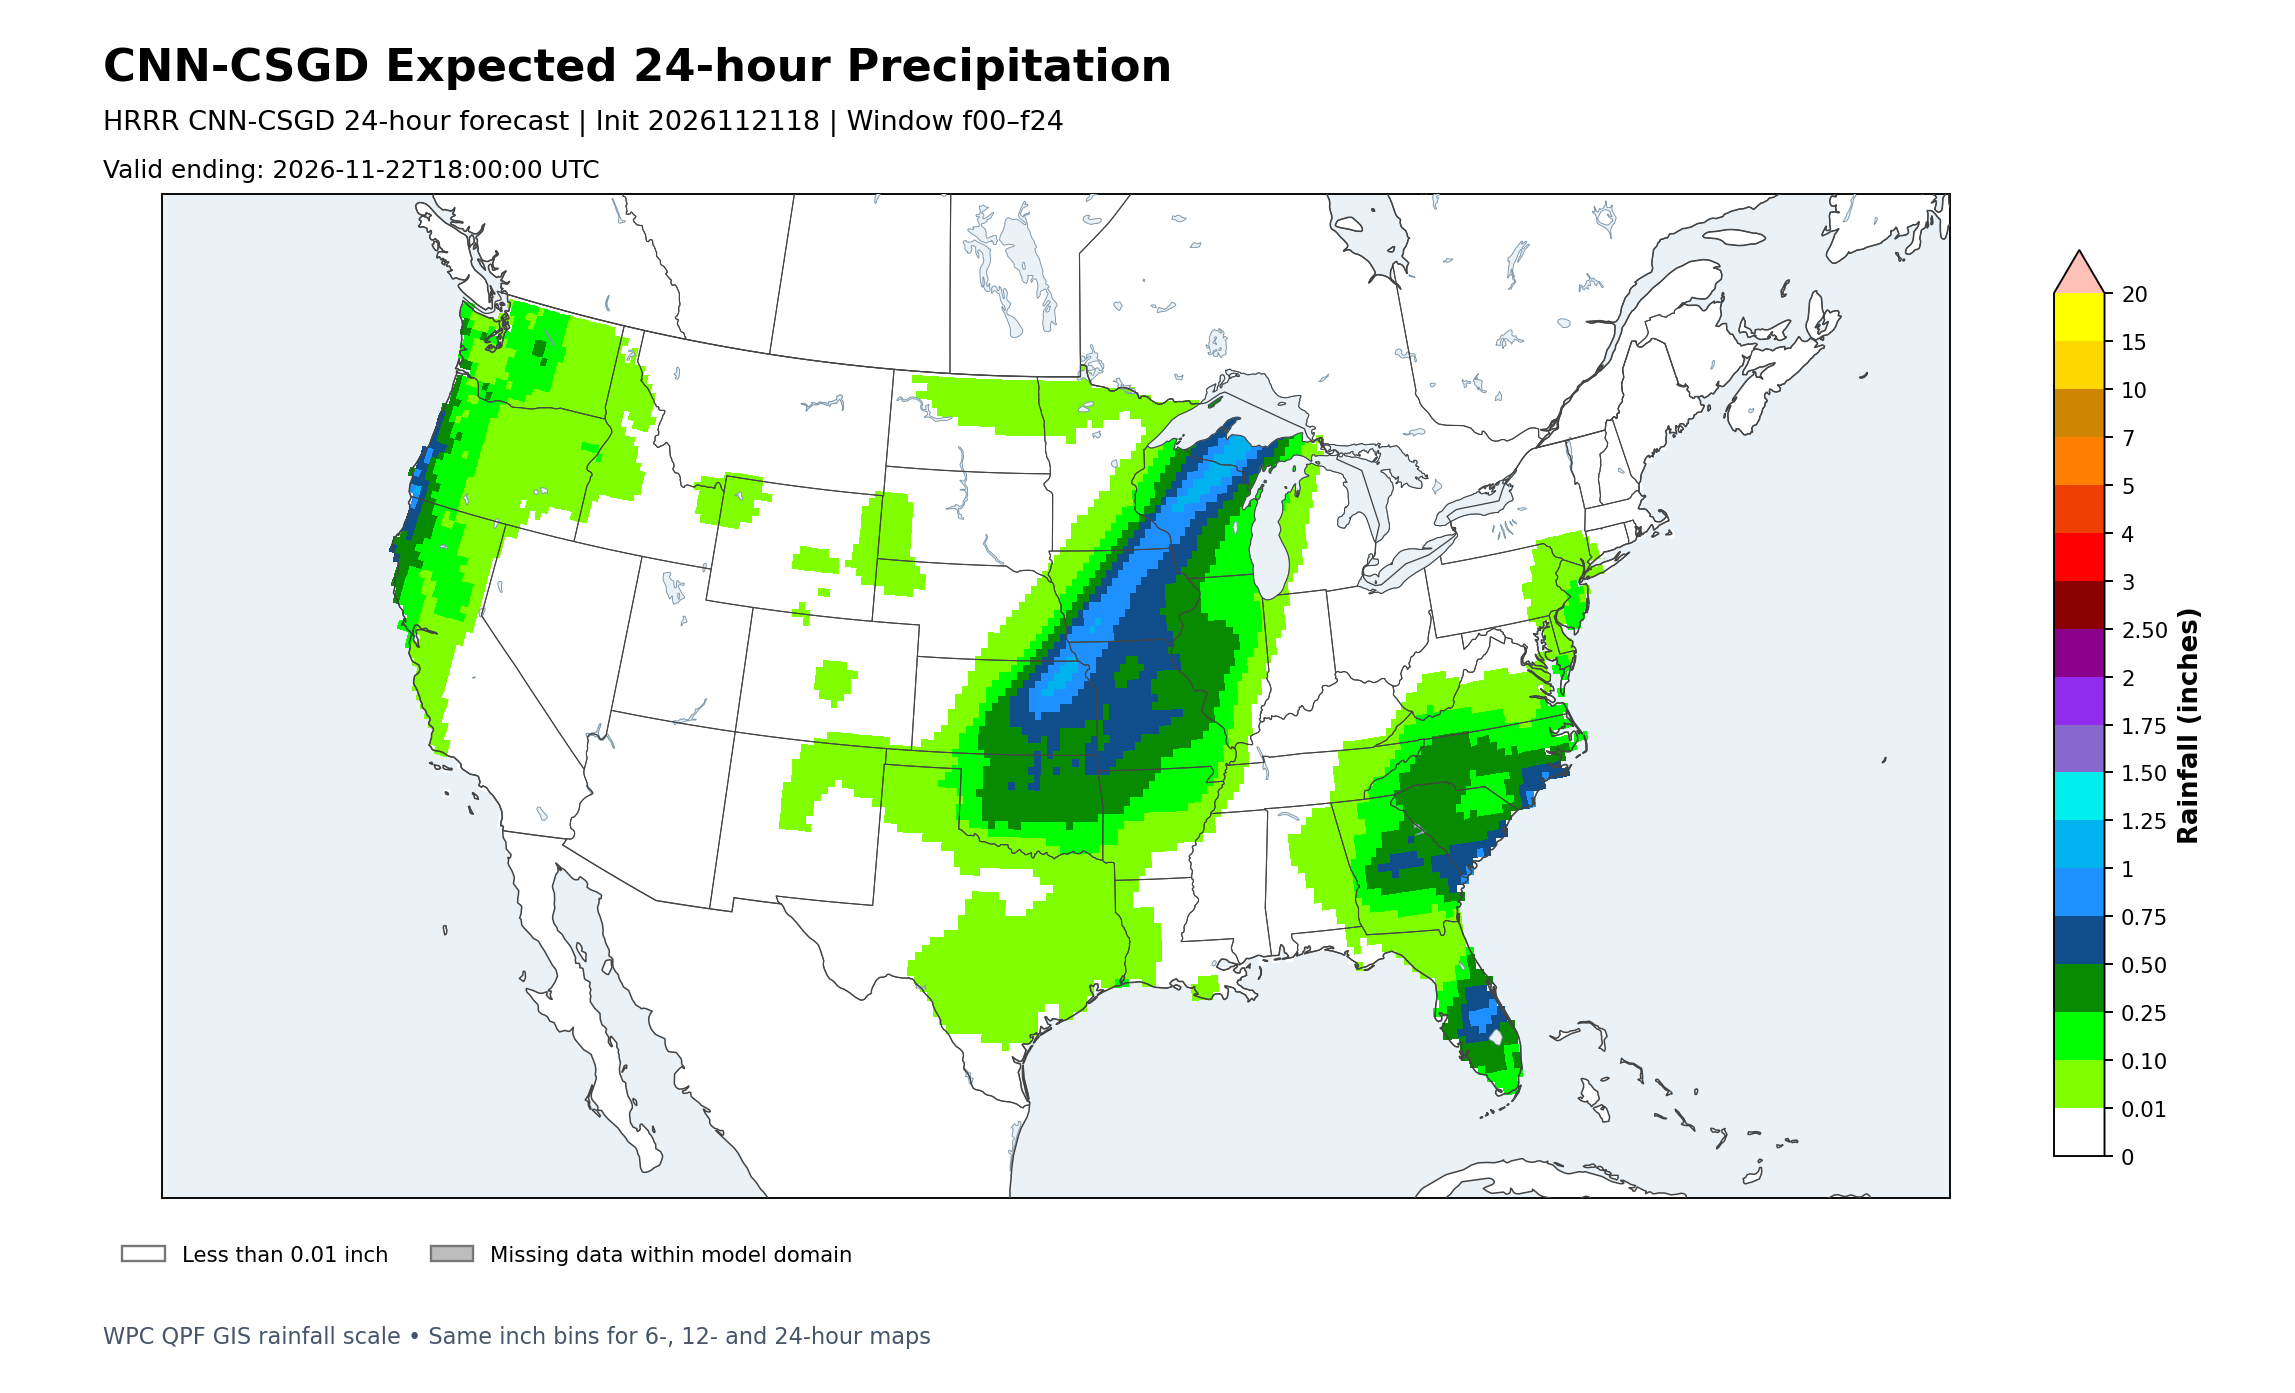 CNN-CSGD Expected 24-hour Precipitation
HRRR CNN-CSGD 24-hour forecast | Init 2026112118 | Window f00–f24
Valid ending: 2026-11-22T18:00:00 UTC
20
15
10
7
5
4
3
2.50
2
1.75
1.50
1.25
1
0.75
0.50
0.25
0.10
0.01
0
Rainfall (inches)
Less than 0.01 inch
Missing data within model domain
WPC QPF GIS rainfall scale • Same inch bins for 6-, 12- and 24-hour maps